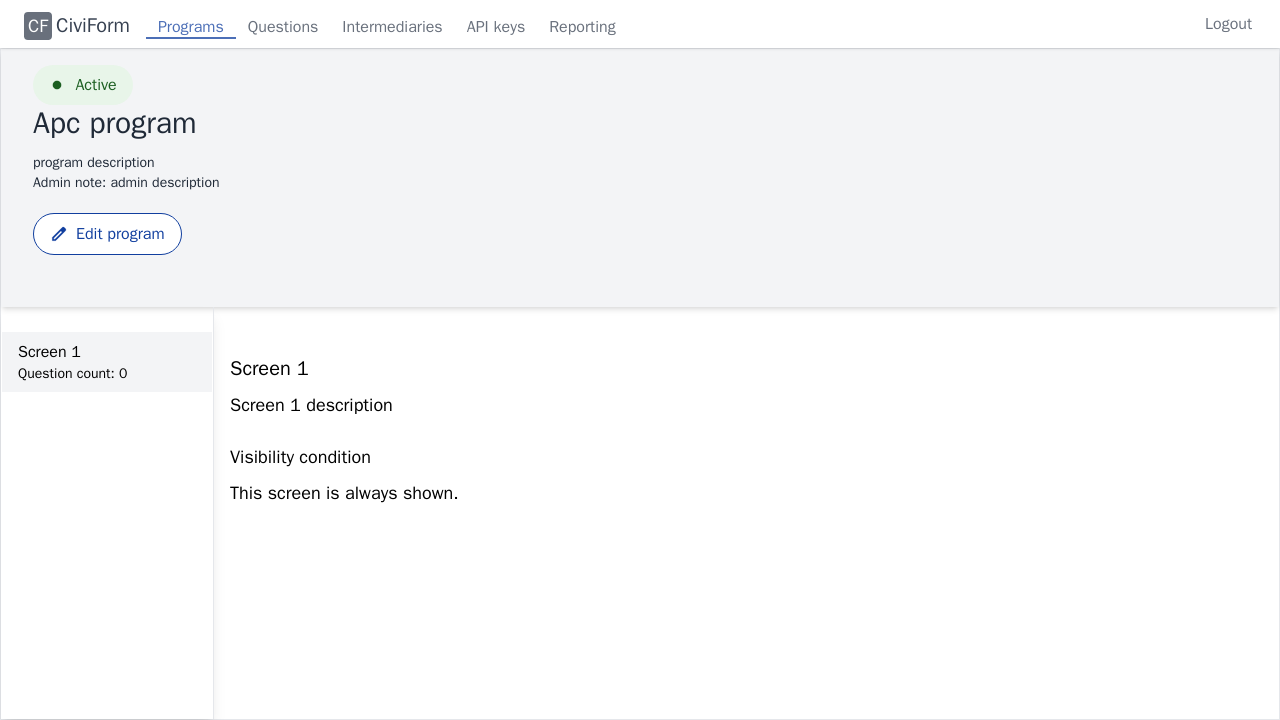 CF CiviForm Programs Questions Intermediaries API keys Reporting Logout
Active
Apc program
program description
Admin note: admin description
Edit program
Screen 1
Question count: 0
Screen 1
Screen 1 description
Visibility condition
This screen is always shown.